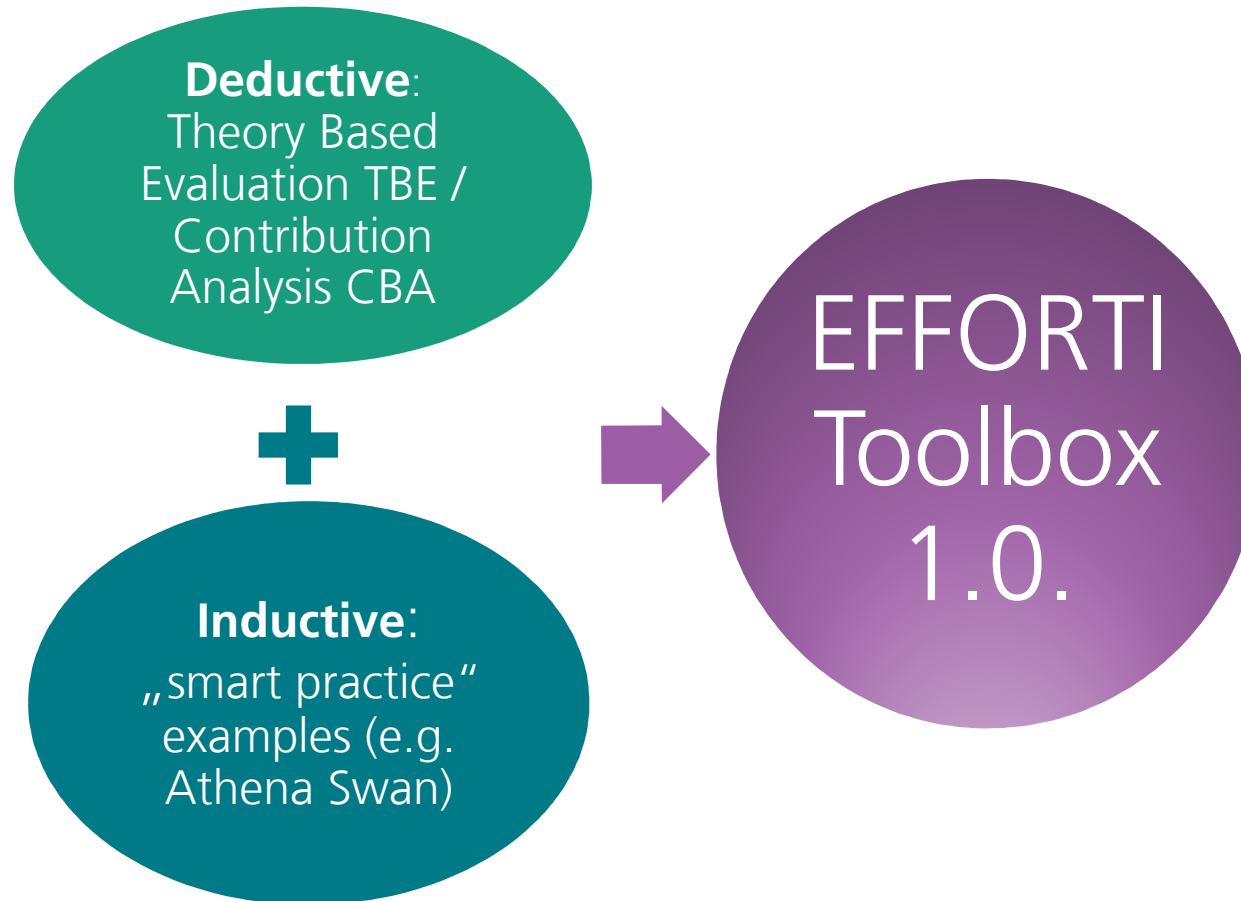 Deductive:
Theory Based
Evaluation TBE /
Contribution
Analysis CBA
Inductive:
„smart practice“
examples (e.g.
Athena Swan)
EFFORTI
Toolbox
1.0.